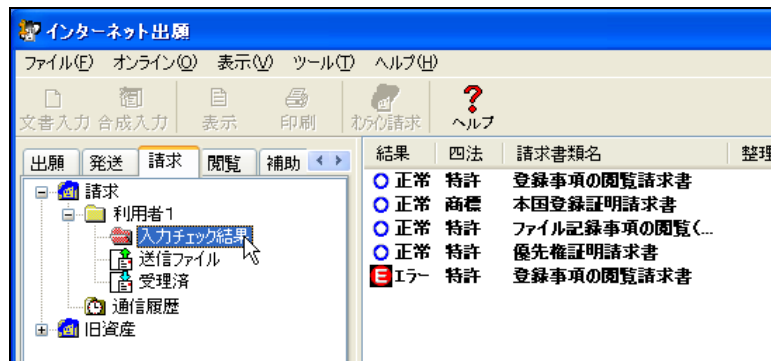 インターネット出願
ファイル(F) オンライン(O) 表示(V) ツール(T) ヘルプ(H)
文書入力 合成入力 表示 印刷 オンライン請求 ヘルプ
出願 発送 請求 閲覧 補助
請求
利用者1
入力チェック結果
送信ファイル
受理済
通信履歴
旧資産
結果 四法 請求書類名 整理
正常 特許 登録事項の閲覧請求書
正常 商標 本国登録証明請求書
正常 特許 ファイル記録事項の閲覧(...
正常 特許 優先権証明請求書
E エラー 特許 登録事項の閲覧請求書